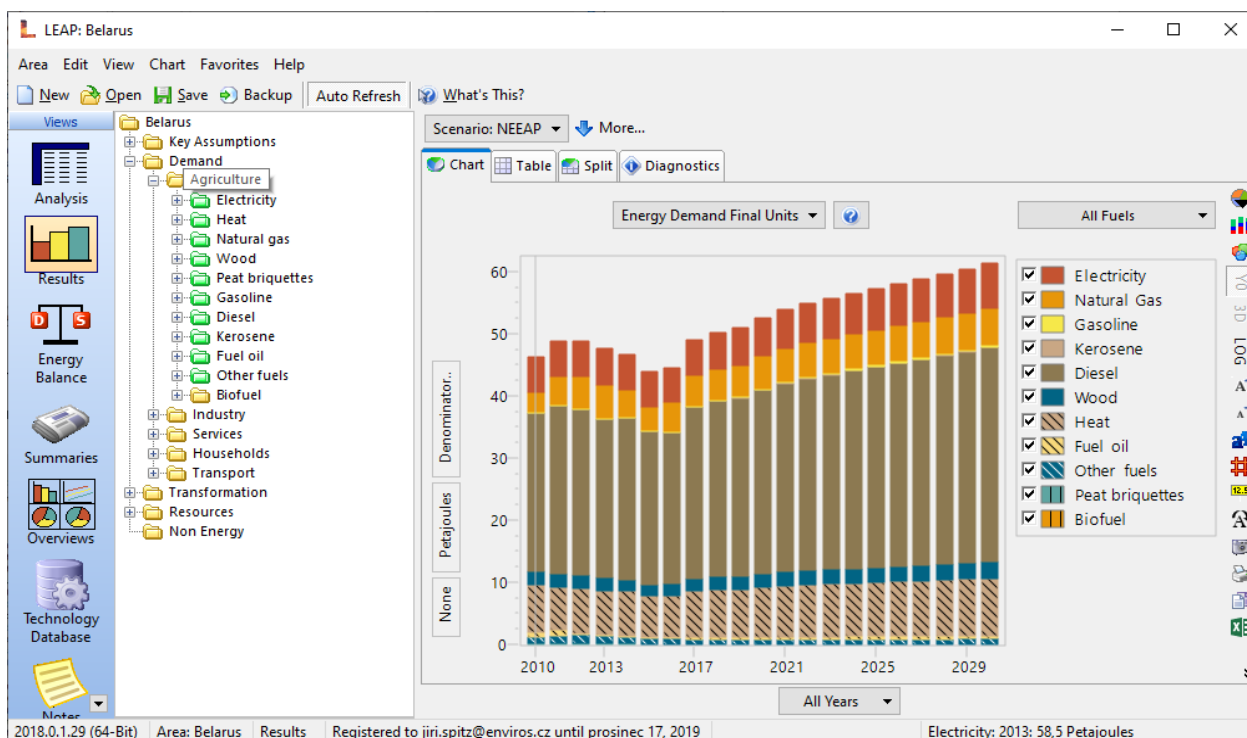 LEAP: Belarus
Area Edit View Chart Favorites Help
New Open Save Backup Auto Refresh What's This?
Views
Analysis
Results
Energy
Balance
Summaries
Overviews
Technology
Database
Notes
Belarus
Key Assumptions
Demand
Agriculture
Electricity
Heat
Natural gas
Wood
Peat briquettes
Gasoline
Diesel
Kerosene
Fuel oil
Other fuels
Biofuel
Industry
Services
Households
Transport
Transformation
Resources
Non Energy
Scenario: NEEAP More...
Chart Table Split Diagnostics
Energy Demand Final Units All Fuels
Denominator..
Petajoules
None
60
50
40
30
20
10
0
2010 2013 2017 2021 2025 2029
Electricity
Natural Gas
Gasoline
Kerosene
Diesel
Wood
Heat
Fuel oil
Other fuels
Peat briquettes
Biofuel
All Years
YO
3D
LOG
2018.0.1.29 (64-Bit) Area: Belarus Results Registered to jiri.spitz@enviros.cz until prosinec 17, 2019 Electricity: 2013: 58,5 Petajoules